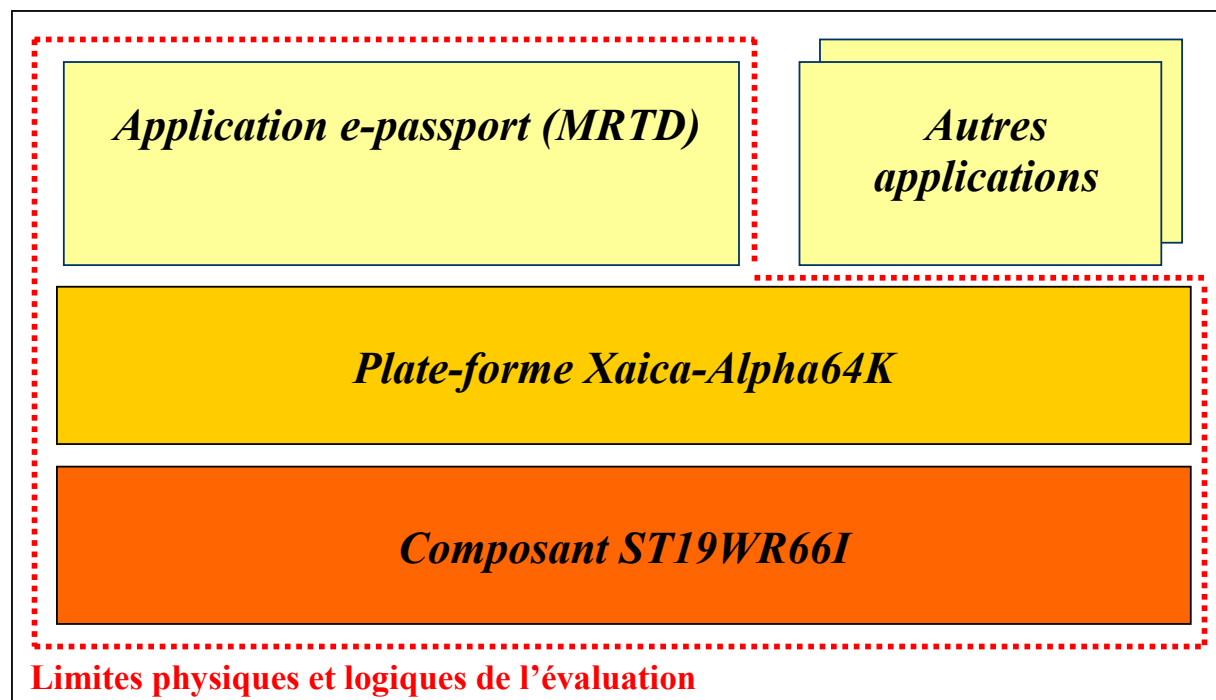 Application e-passport (MRTD)
Autres
applications
Plate-forme Xaica-Alpha64K
Composant ST19WR66I
Limites physiques et logiques de l’évaluation